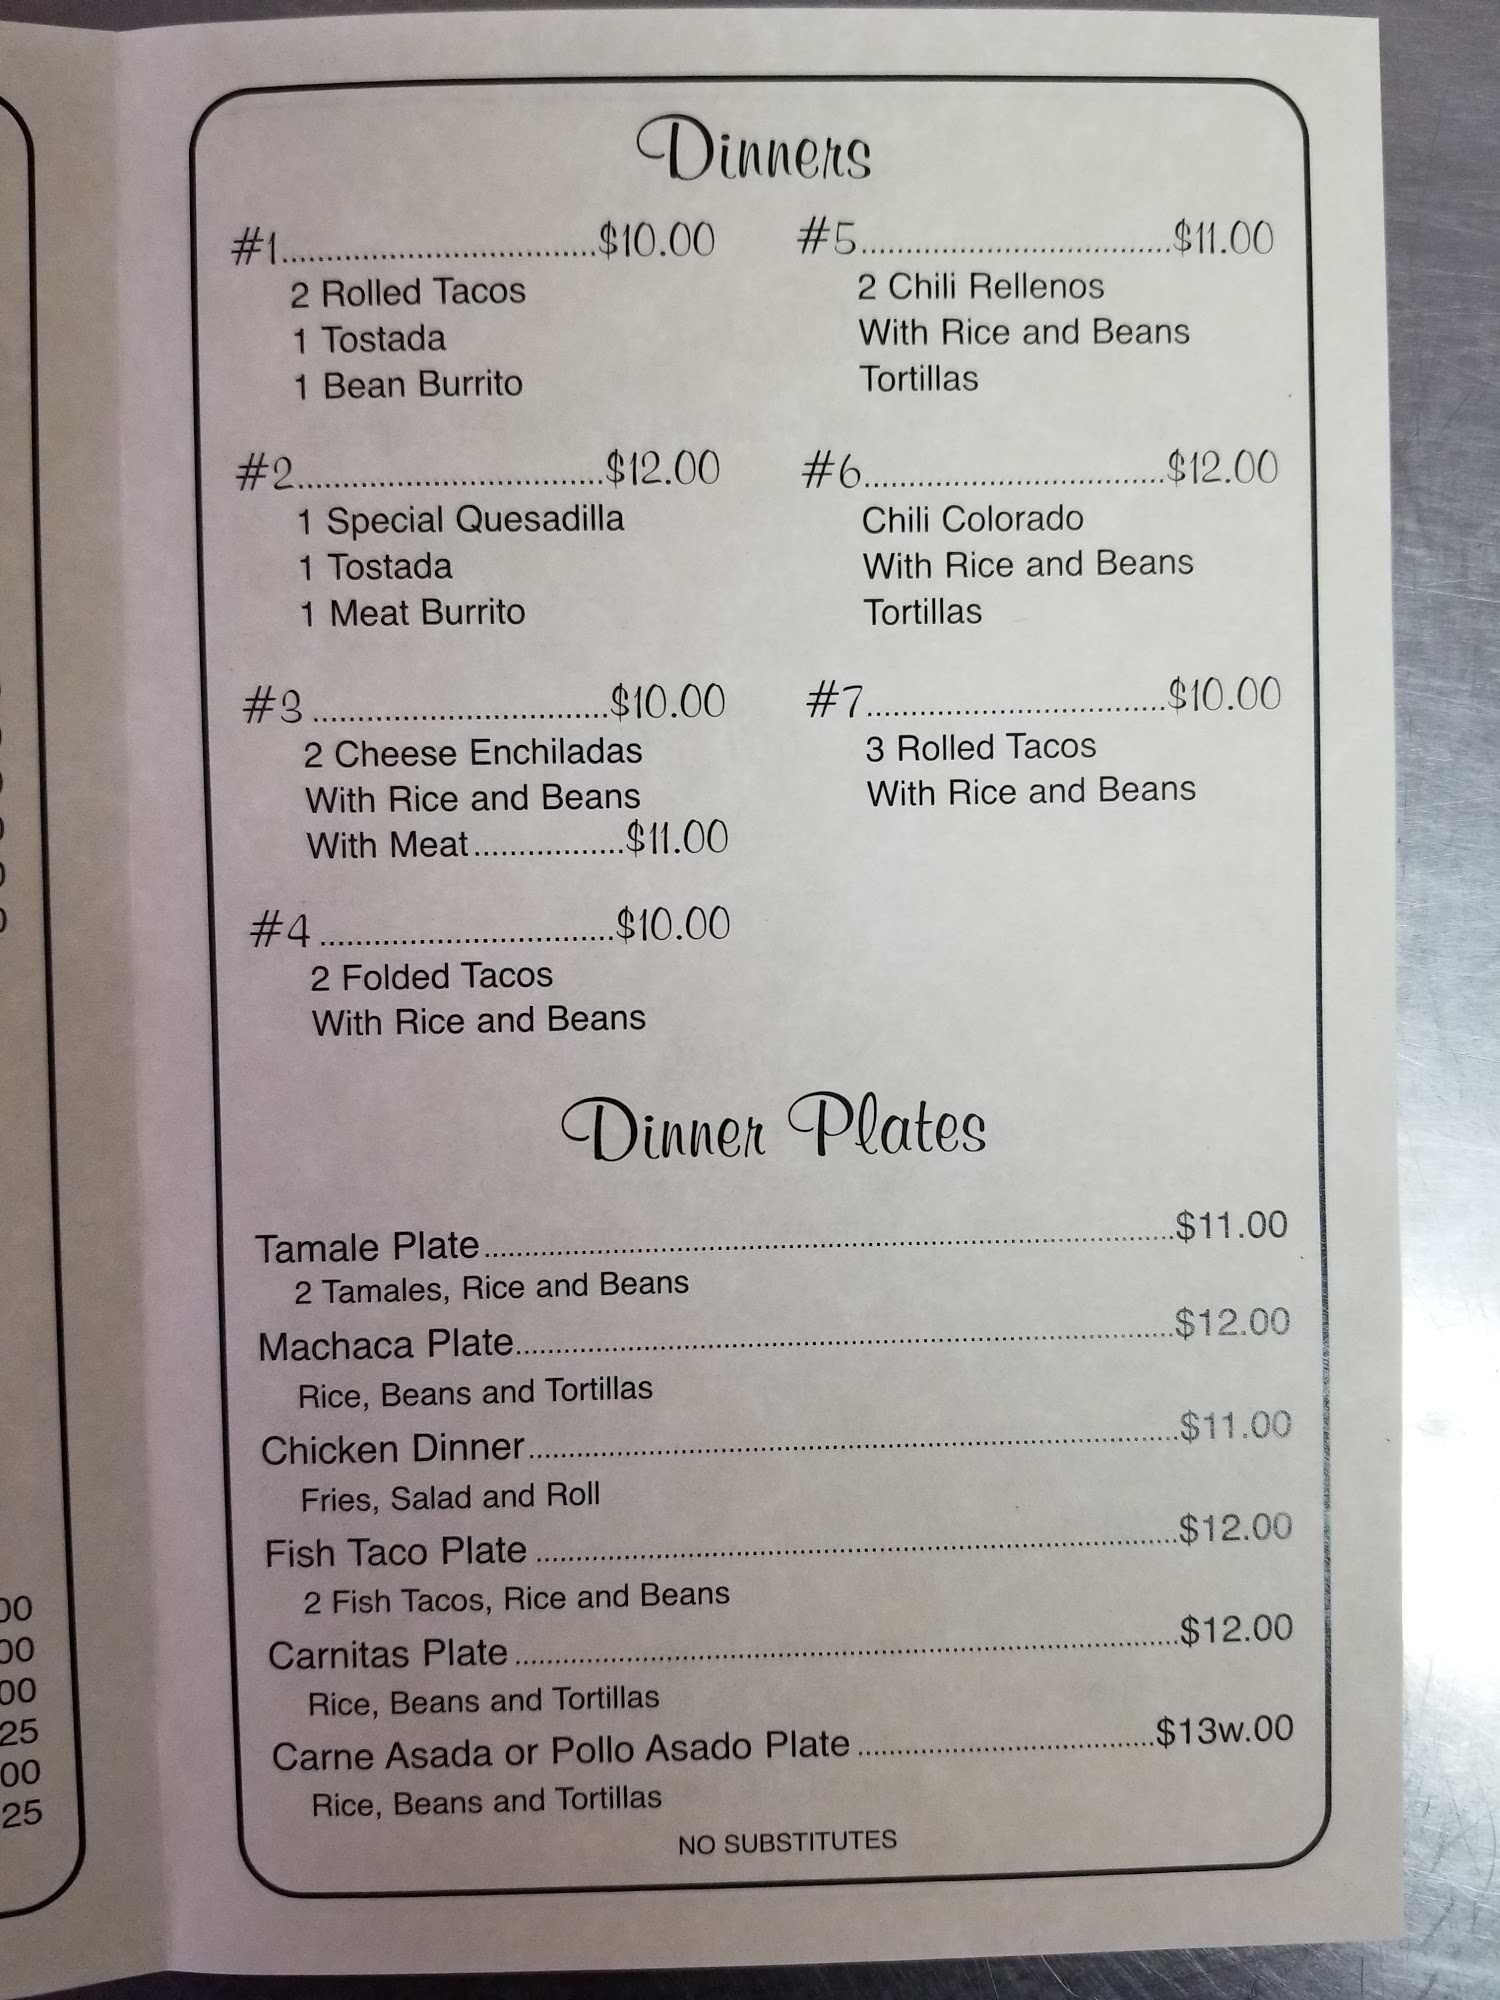 Dinners
#1..................................$10.00
2 Rolled Tacos
1 Tostada
1 Bean Burrito
#2..................................$12.00
1 Special Quesadilla
1 Tostada
1 Meat Burrito
#3 .................................$10.00
2 Cheese Enchiladas
With Rice and Beans
With Meat.................$11.00
#4 .................................$10.00
2 Folded Tacos
With Rice and Beans
#5..................................$11.00
2 Chili Rellenos
With Rice and Beans
Tortillas
#6..................................$12.00
Chili Colorado
With Rice and Beans
Tortillas
#7..................................$10.00
3 Rolled Tacos
With Rice and Beans
Dinner Plates
Tamale Plate..................................................$11.00
2 Tamales, Rice and Beans
Machaca Plate..................................................$12.00
Rice, Beans and Tortillas
Chicken Dinner..................................................$11.00
Fries, Salad and Roll
Fish Taco Plate ..................................................$12.00
2 Fish Tacos, Rice and Beans
Carnitas Plate ..................................................$12.00
Rice, Beans and Tortillas
Carne Asada or Pollo Asado Plate ..................................$13w.00
Rice, Beans and Tortillas
NO SUBSTITUTES
00
00
00
25
00
25